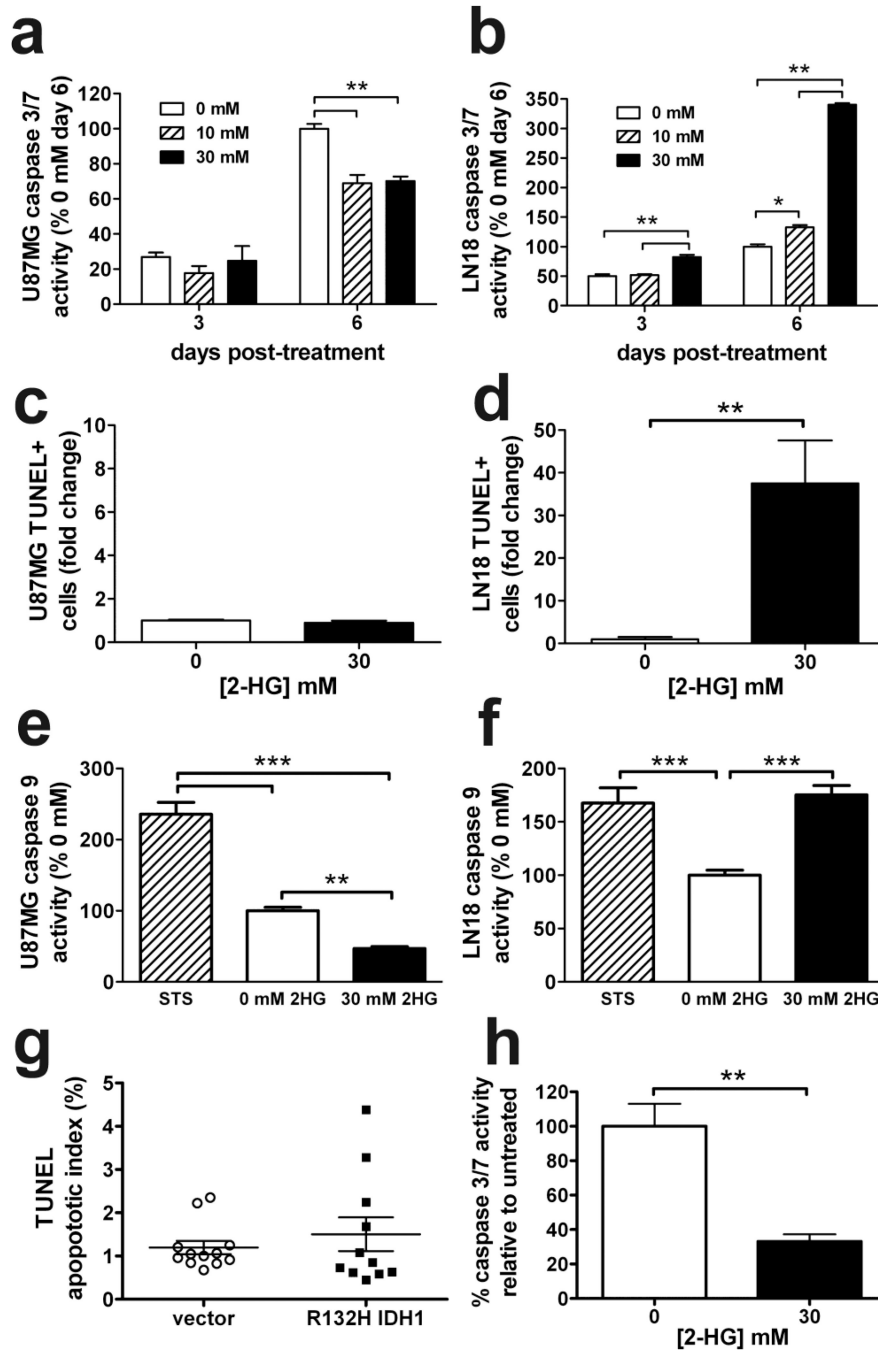 a
U87MG caspase 3/7
activity (% 0 mM day 6)
120
100
80
60
40
20
0
0 mM
10 mM
30 mM
**
3
6
days post-treatment
b
LN18 caspase 3/7
activity (% 0 mM day 6)
350
300
250
200
150
100
50
0
0 mM
10 mM
30 mM
**
*
**
3
6
days post-treatment
c
U87MG TUNEL+
cells (fold change)
10
8
6
4
2
0
0
30
[2-HG] mM
d
LN18 TUNEL+
cells (fold change)
50
40
30
20
10
0
**
0
30
[2-HG] mM
e
U87MG caspase 9
activity (% 0 mM)
300
200
100
0
***
**
STS
0 mM 2HG
30 mM 2HG
f
LN18 caspase 9
activity (% 0 mM)
200
150
100
50
0
***
***
STS
0 mM 2HG
30 mM 2HG
g
TUNEL
apopototic index (%)
5
4
3
2
1
0
vector
R132H IDH1
h
% caspase 3/7 activity
relative to untreated
120
100
80
60
40
20
0
**
0
30
[2-HG] mM